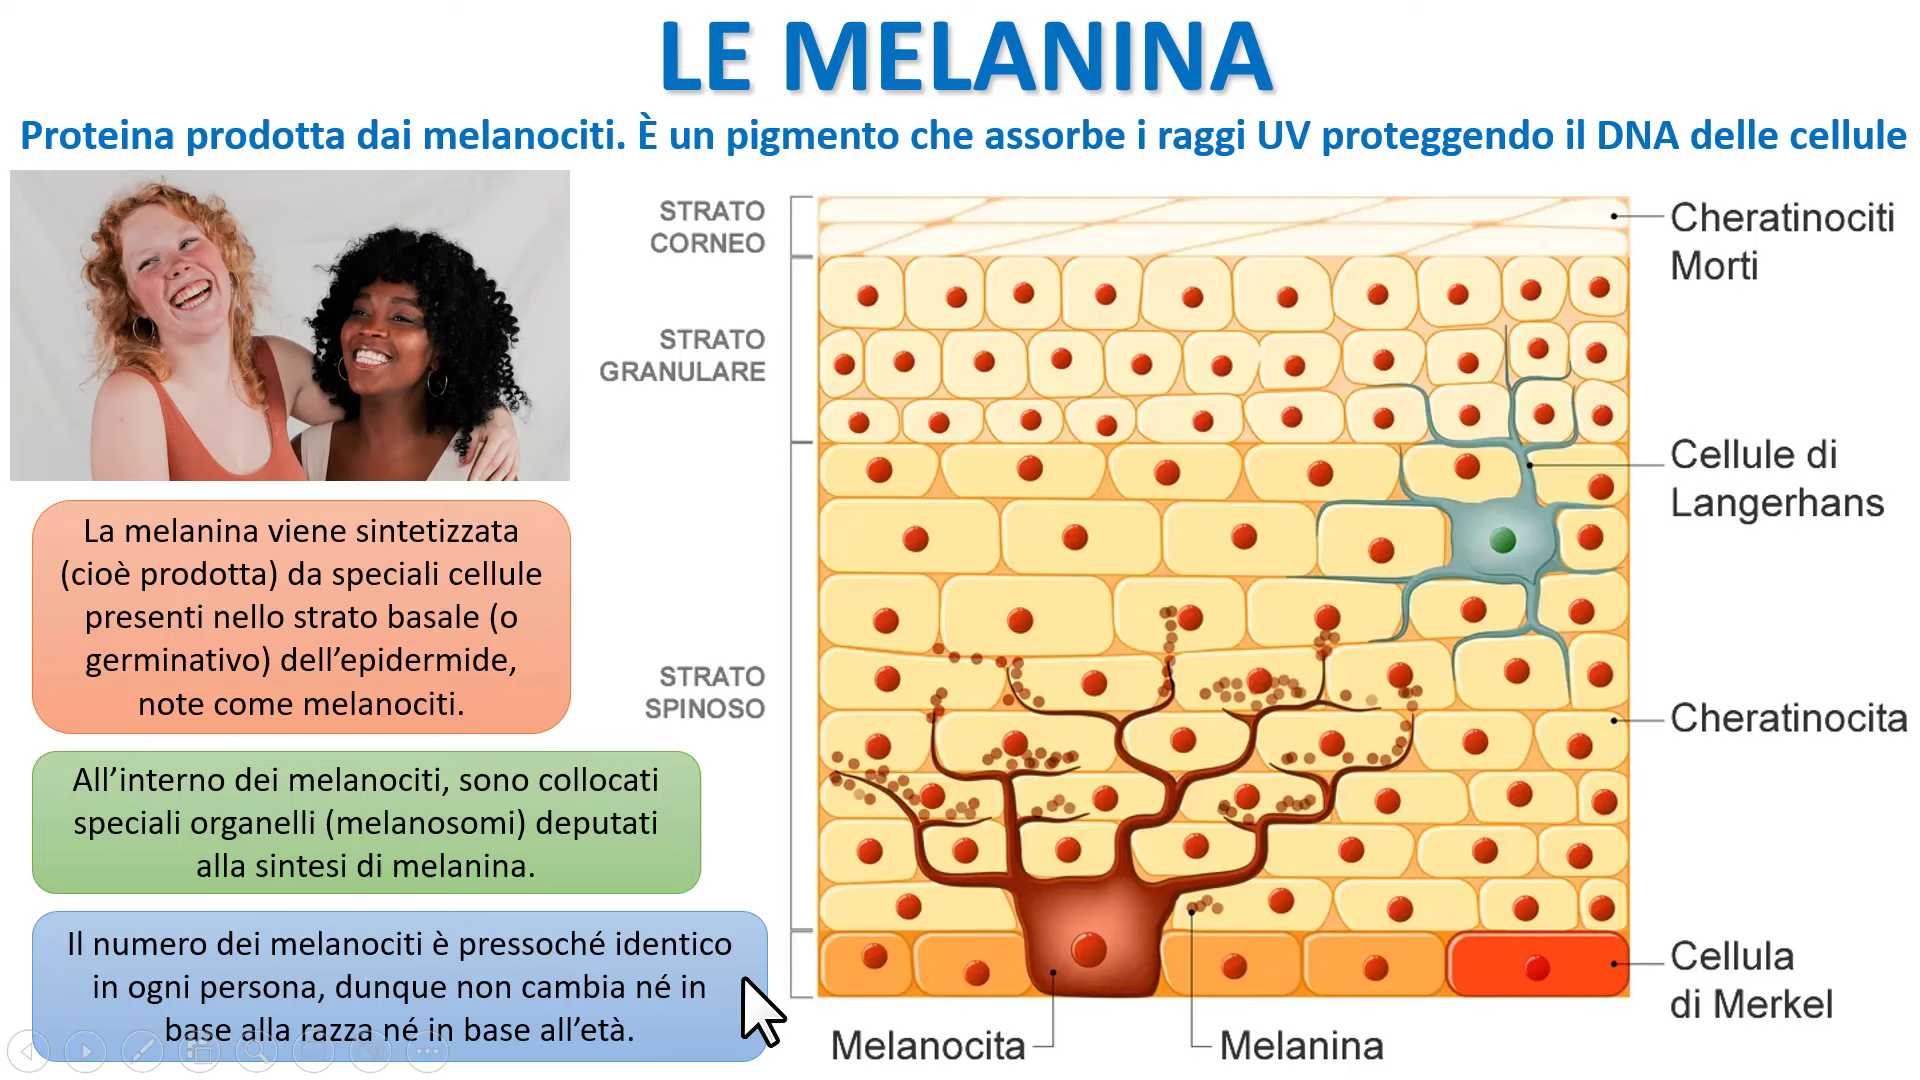 LE MELANINA
Proteina prodotta dai melanociti. È un pigmento che assorbe i raggi UV proteggendo il DNA delle cellule
La melanina viene sintetizzata
(cioè prodotta) da speciali cellule
presenti nello strato basale (o
germinativo) dell’epidermide,
note come melanociti.
All’interno dei melanociti, sono collocati
speciali organelli (melanosomi) deputati
alla sintesi di melanina.
Il numero dei melanociti è pressoché identico
in ogni persona, dunque non cambia né in
base alla razza né in base all’età.
STRATO
CORNEO
STRATO
GRANULARE
STRATO
SPINOSO
Cheratinociti
Morti
Cellule di
Langerhans
Cheratinocita
Cellula
di Merkel
Melanocita
Melanina